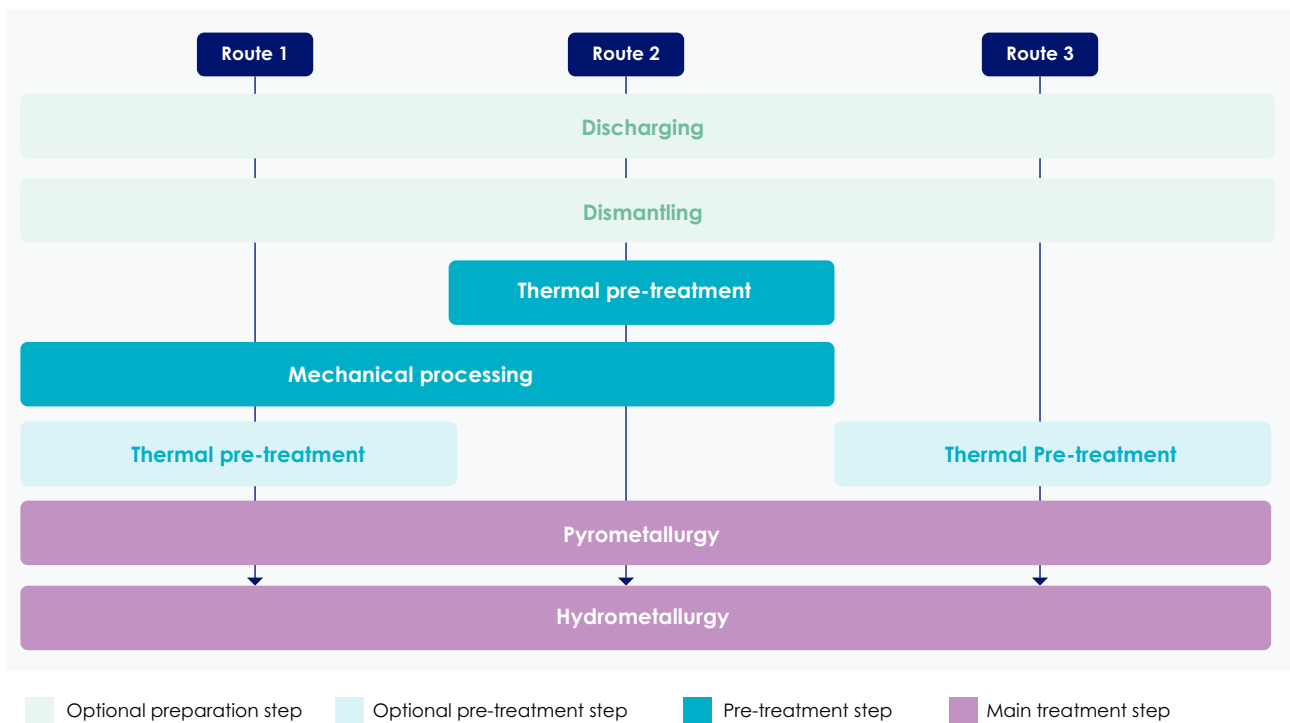 Route 1
Route 2
Route 3
Discharging
Dismantling
Thermal pre-treatment
Mechanical processing
Thermal pre-treatment
Thermal Pre-treatment
Pyrometallurgy
Hydrometallurgy
Optional preparation step
Optional pre-treatment step
Pre-treatment step
Main treatment step